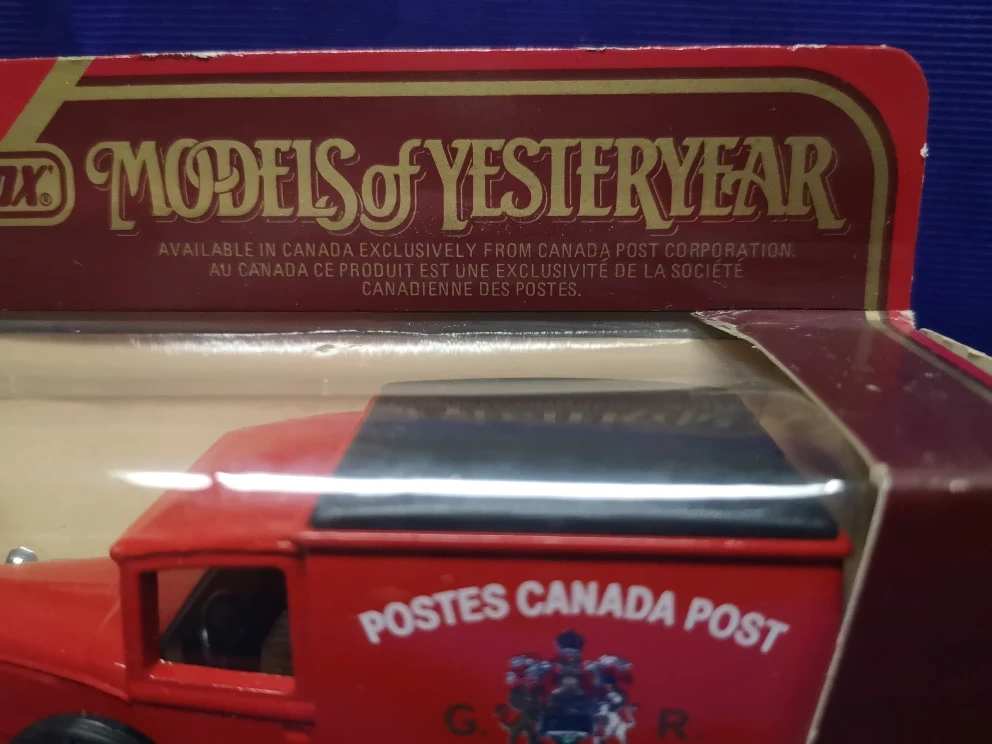 MODELS of YESTERYEAR
AVAILABLE IN CANADA EXCLUSIVELY FROM CANADA POST CORPORATION.
AU CANADA CE PRODUIT EST UNE EXCLUSIVITÉ DE LA SOCIÉTÉ
CANADIENNE DES POSTES.
POSTES CANADA POST
G. R.